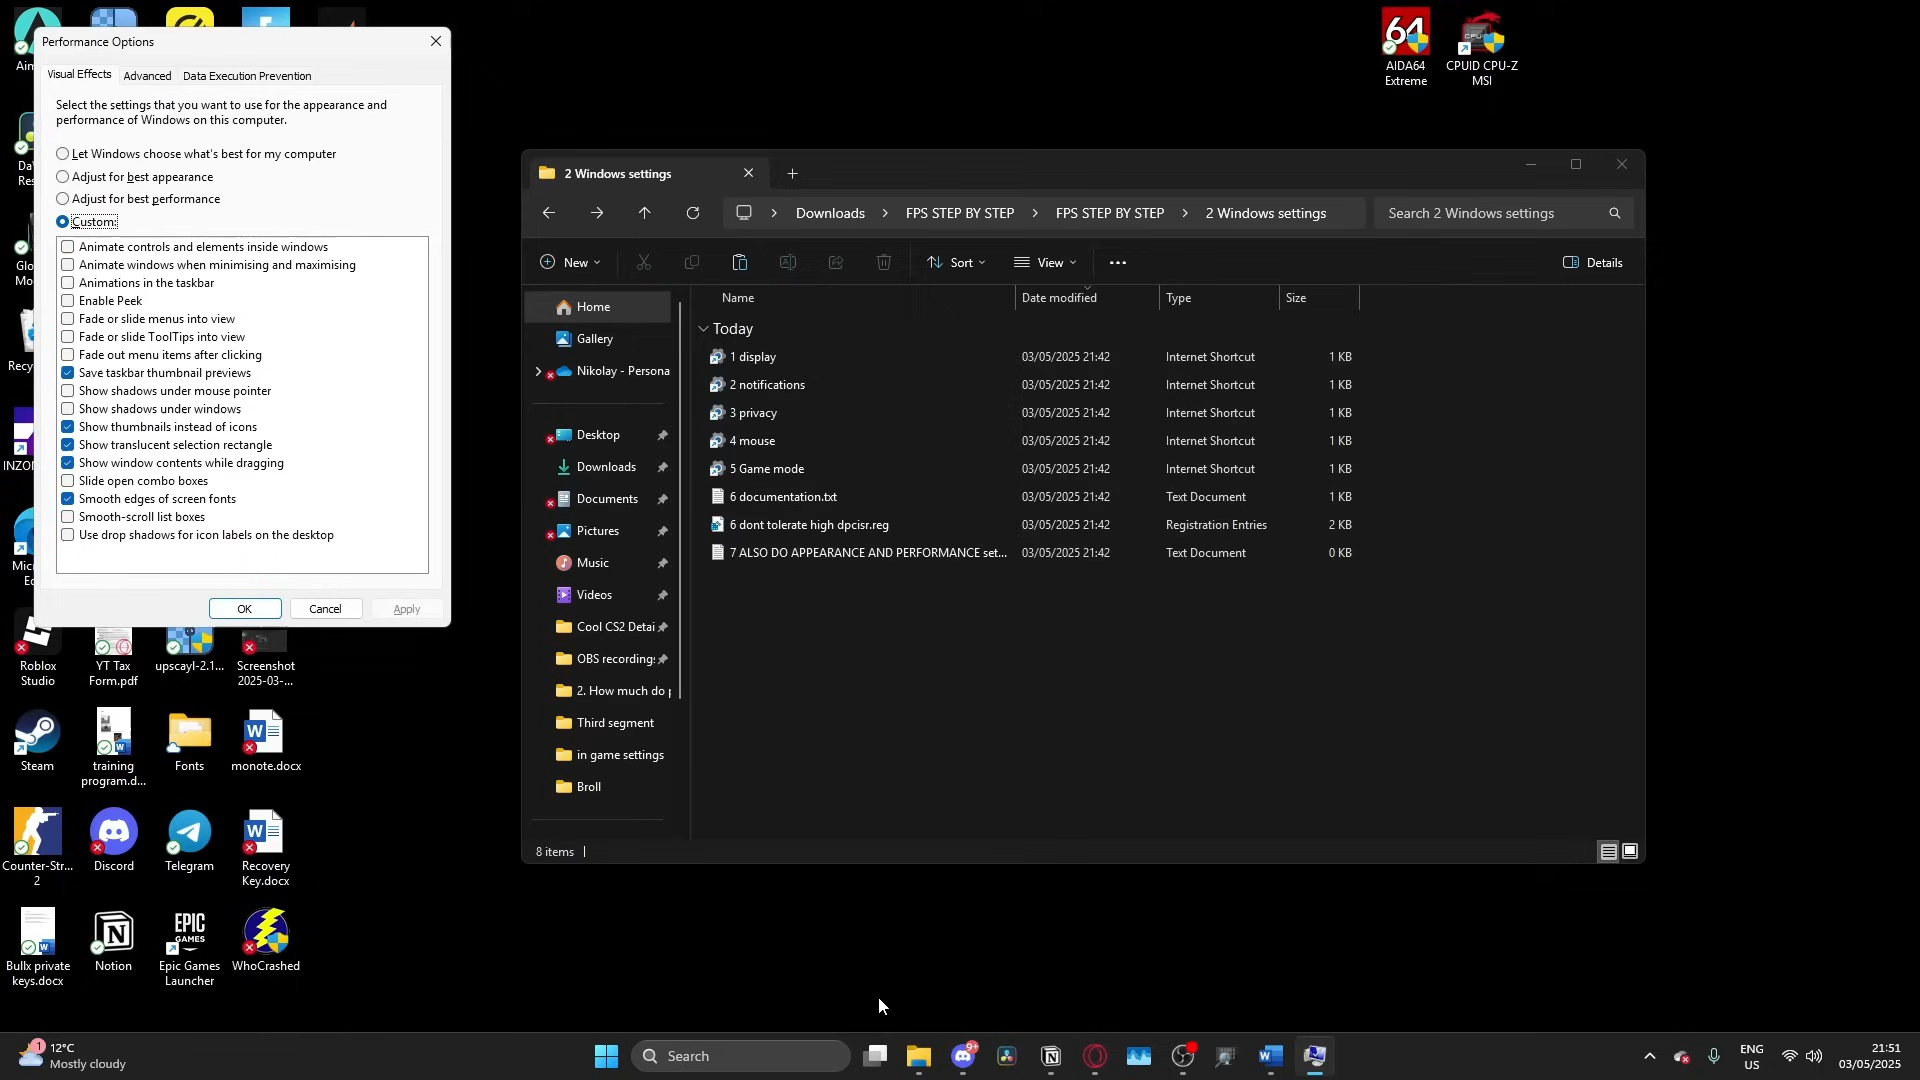 Performance Options
Visual Effects
Advanced
Data Execution Prevention
Select the settings that you want to use for the appearance and
performance of Windows on this computer.
Let Windows choose what's best for my computer
Adjust for best appearance
Adjust for best performance
Custom:
Animate controls and elements inside windows
Animate windows when minimising and maximising
Animations in the taskbar
Enable Peek
Fade or slide menus into view
Fade or slide ToolTips into view
Fade out menu items after clicking
Save taskbar thumbnail previews
Show shadows under mouse pointer
Show shadows under windows
Show thumbnails instead of icons
Show translucent selection rectangle
Show window contents while dragging
Slide open combo boxes
Smooth edges of screen fonts
Smooth-scroll list boxes
Use drop shadows for icon labels on the desktop
OK
Cancel
Apply
64
AIDA64
Extreme
CPUID CPU-Z
MSI
2 Windows settings
Downloads
FPS STEP BY STEP
FPS STEP BY STEP
2 Windows settings
Search 2 Windows settings
New
Sort
View
Details
Home
Gallery
Nikolay - Persona
Desktop
Downloads
Documents
Pictures
Music
Videos
Cool CS2 Detai
OBS recordings
2. How much do p
Third segment
in game settings
Broll
Name
Date modified
Type
Size
Today
1 display 03/05/2025 21:42 Internet Shortcut 1 KB
2 notifications 03/05/2025 21:42 Internet Shortcut 1 KB
3 privacy 03/05/2025 21:42 Internet Shortcut 1 KB
4 mouse 03/05/2025 21:42 Internet Shortcut 1 KB
5 Game mode 03/05/2025 21:42 Internet Shortcut 1 KB
6 documentation.txt 03/05/2025 21:42 Text Document 1 KB
6 dont tolerate high dpcisr.reg 03/05/2025 21:42 Registration Entries 2 KB
7 ALSO DO APPEARANCE AND PERFORMANCE set... 03/05/2025 21:42 Text Document 0 KB
8 items
Roblox
Studio
YT Tax
Form.pdf
upscayl-2.1...
Screenshot
2025-03-...
Steam
training
program.d...
Fonts
monote.docx
Counter-Str...
2
Discord
Telegram
Recovery
Key.docx
Bullx private
keys.docx
Notion
EPIC
GAMES
Epic Games
Launcher
WhoCrashed
1
12°C
Mostly cloudy
Search
9+
ENG
US
21:51
03/05/2025